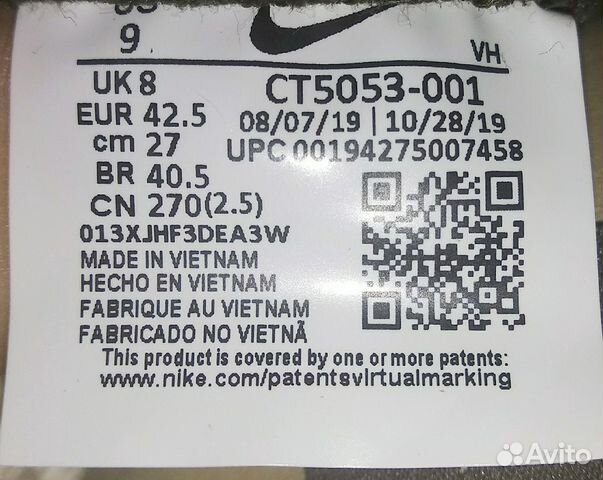 US
9
VH
UK 8
EUR 42.5
cm 27
BR 40.5
CN 270(2.5)
013XJHF3DEA3W
CT5053-001
08/07/19 | 10/28/19
UPC 00194275007458
MADE IN VIETNAM
HECHO EN VIETNAM
FABRIQUE AU VIETNAM
FABRICADO NO VIETNÃ
This product is covered by one or more patents:
www.nike.com/patentsvirtualmarking
Avito